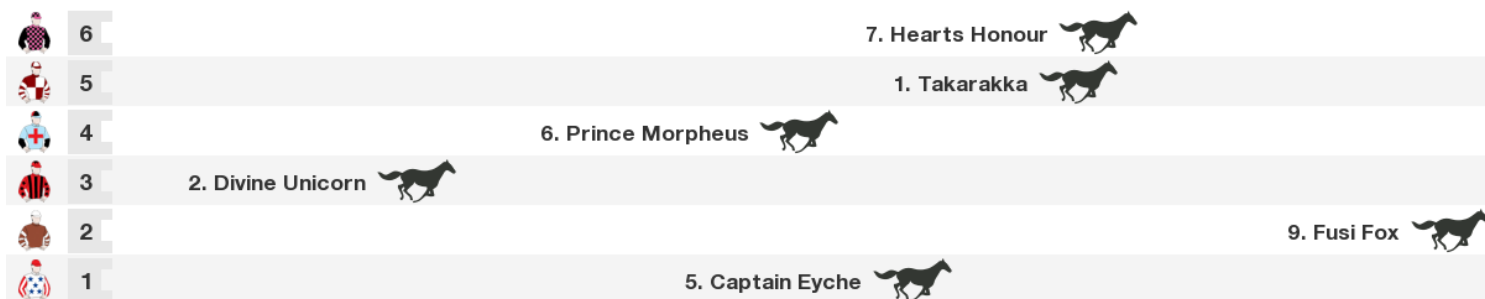 6 7. Hearts Honour
5 1. Takarakka
4 6. Prince Morpheus
3 2. Divine Unicorn
2 9. Fusi Fox
1 5. Captain Eyche